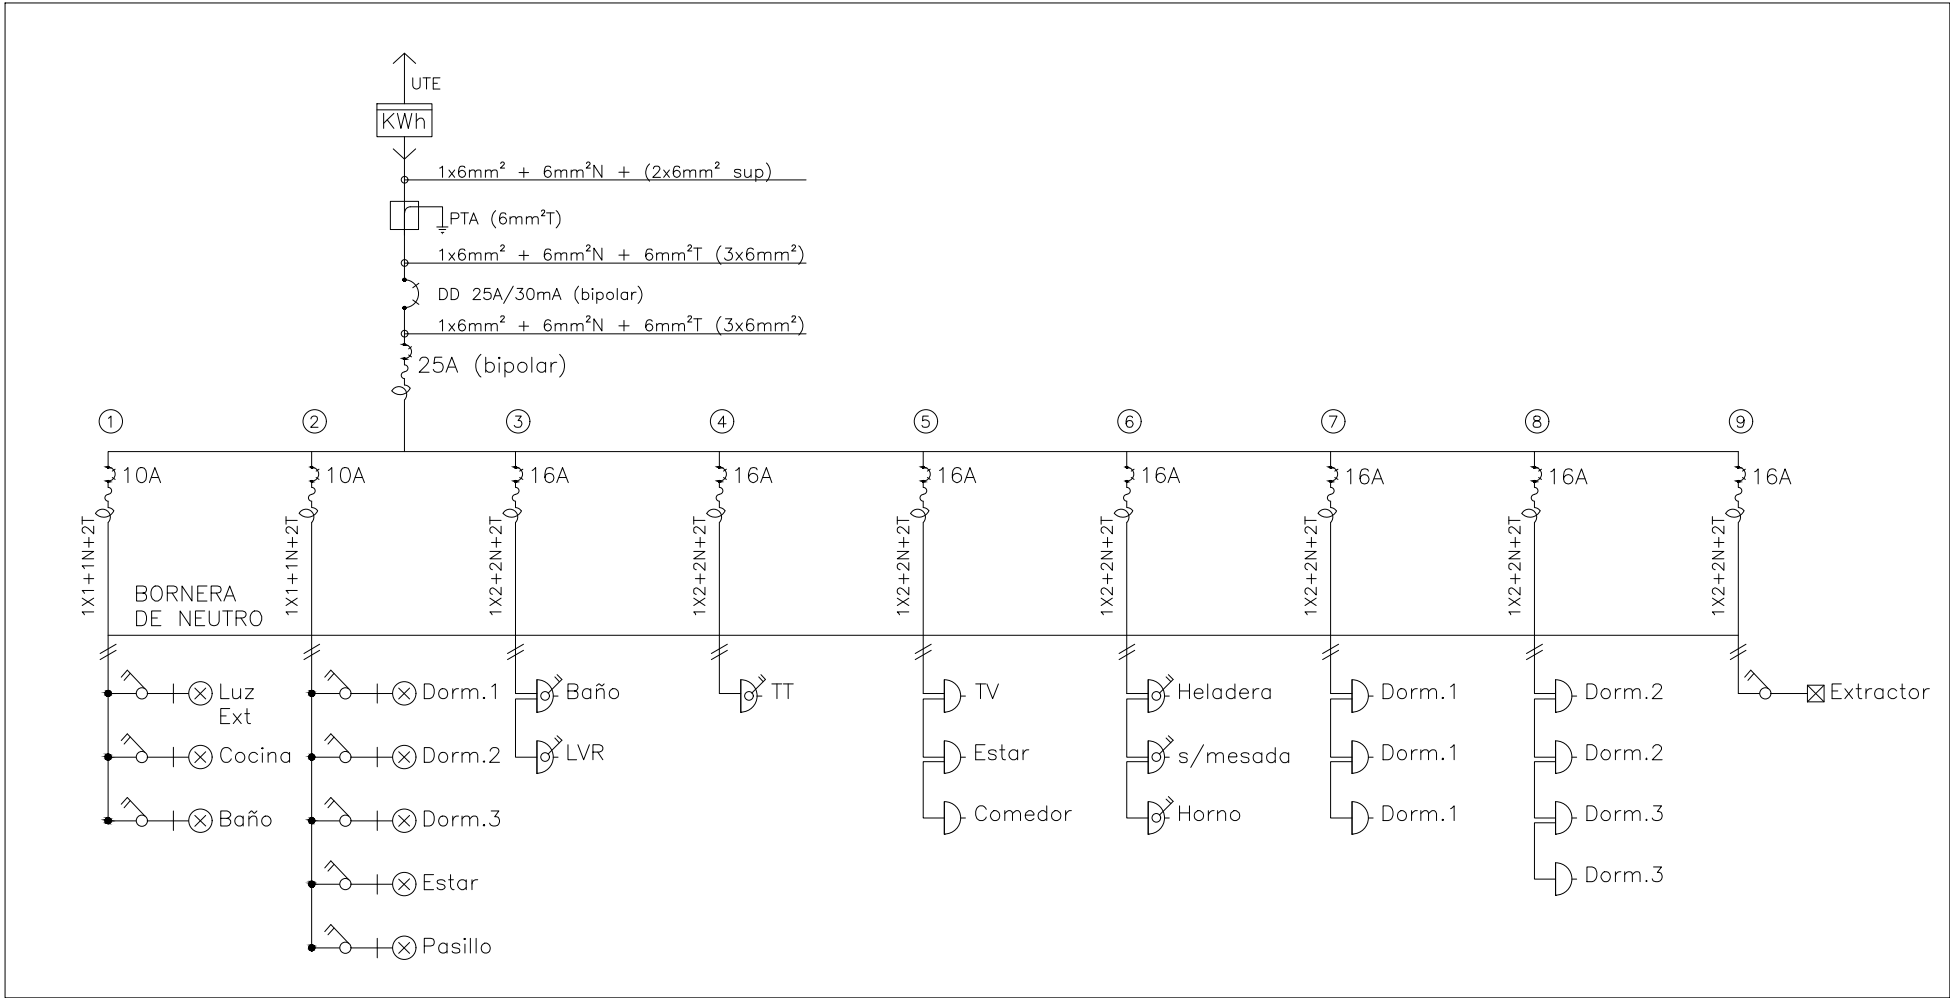 UTE
KWh
1x6mm² + 6mm²N + (2x6mm² sup)
PTA (6mm²T)
1x6mm² + 6mm²N + 6mm²T (3x6mm²)
DD 25A/30mA (bipolar)
1x6mm² + 6mm²N + 6mm²T (3x6mm²)
25A (bipolar)
1 2 3 4 5 6 7 8 9
10A 10A 16A 16A 16A 16A 16A 16A 16A
1X1+1N+2T 1X1+1N+2T 1X2+2N+2T 1X2+2N+2T 1X2+2N+2T 1X2+2N+2T 1X2+2N+2T 1X2+2N+2T 1X2+2N+2T
BORNERA
DE NEUTRO
Luz
Ext
Cocina
Baño
Dorm.1
Dorm.2
Dorm.3
Estar
Pasillo
Baño
LVR
TT
TV
Estar
Comedor
Heladera
s/mesada
Horno
Dorm.1
Dorm.1
Dorm.1
Dorm.2
Dorm.2
Dorm.3
Dorm.3
Extractor